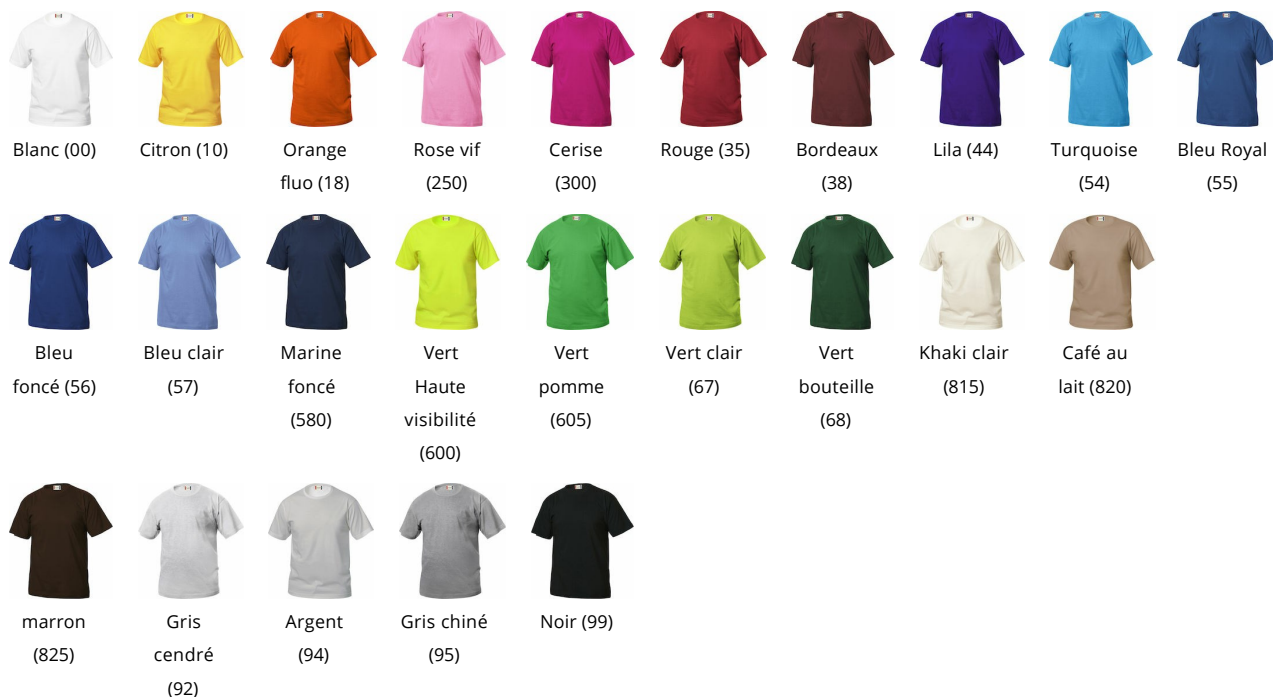 Blanc (00)
Citron (10)
Orange
fluo (18)
Rose vif
(250)
Cerise
(300)
Rouge (35)
Bordeaux
(38)
Lila (44)
Turquoise
(54)
Bleu Royal
(55)
Bleu
foncé (56)
Bleu clair
(57)
Marine
foncé
(580)
Vert
Haute
visibilité
(600)
Vert
pomme
(605)
Vert clair
(67)
Vert
bouteille
(68)
Khaki clair
(815)
Café au
lait (820)
marron
(825)
Gris
cendré
(92)
Argent
(94)
Gris chiné
(95)
Noir (99)